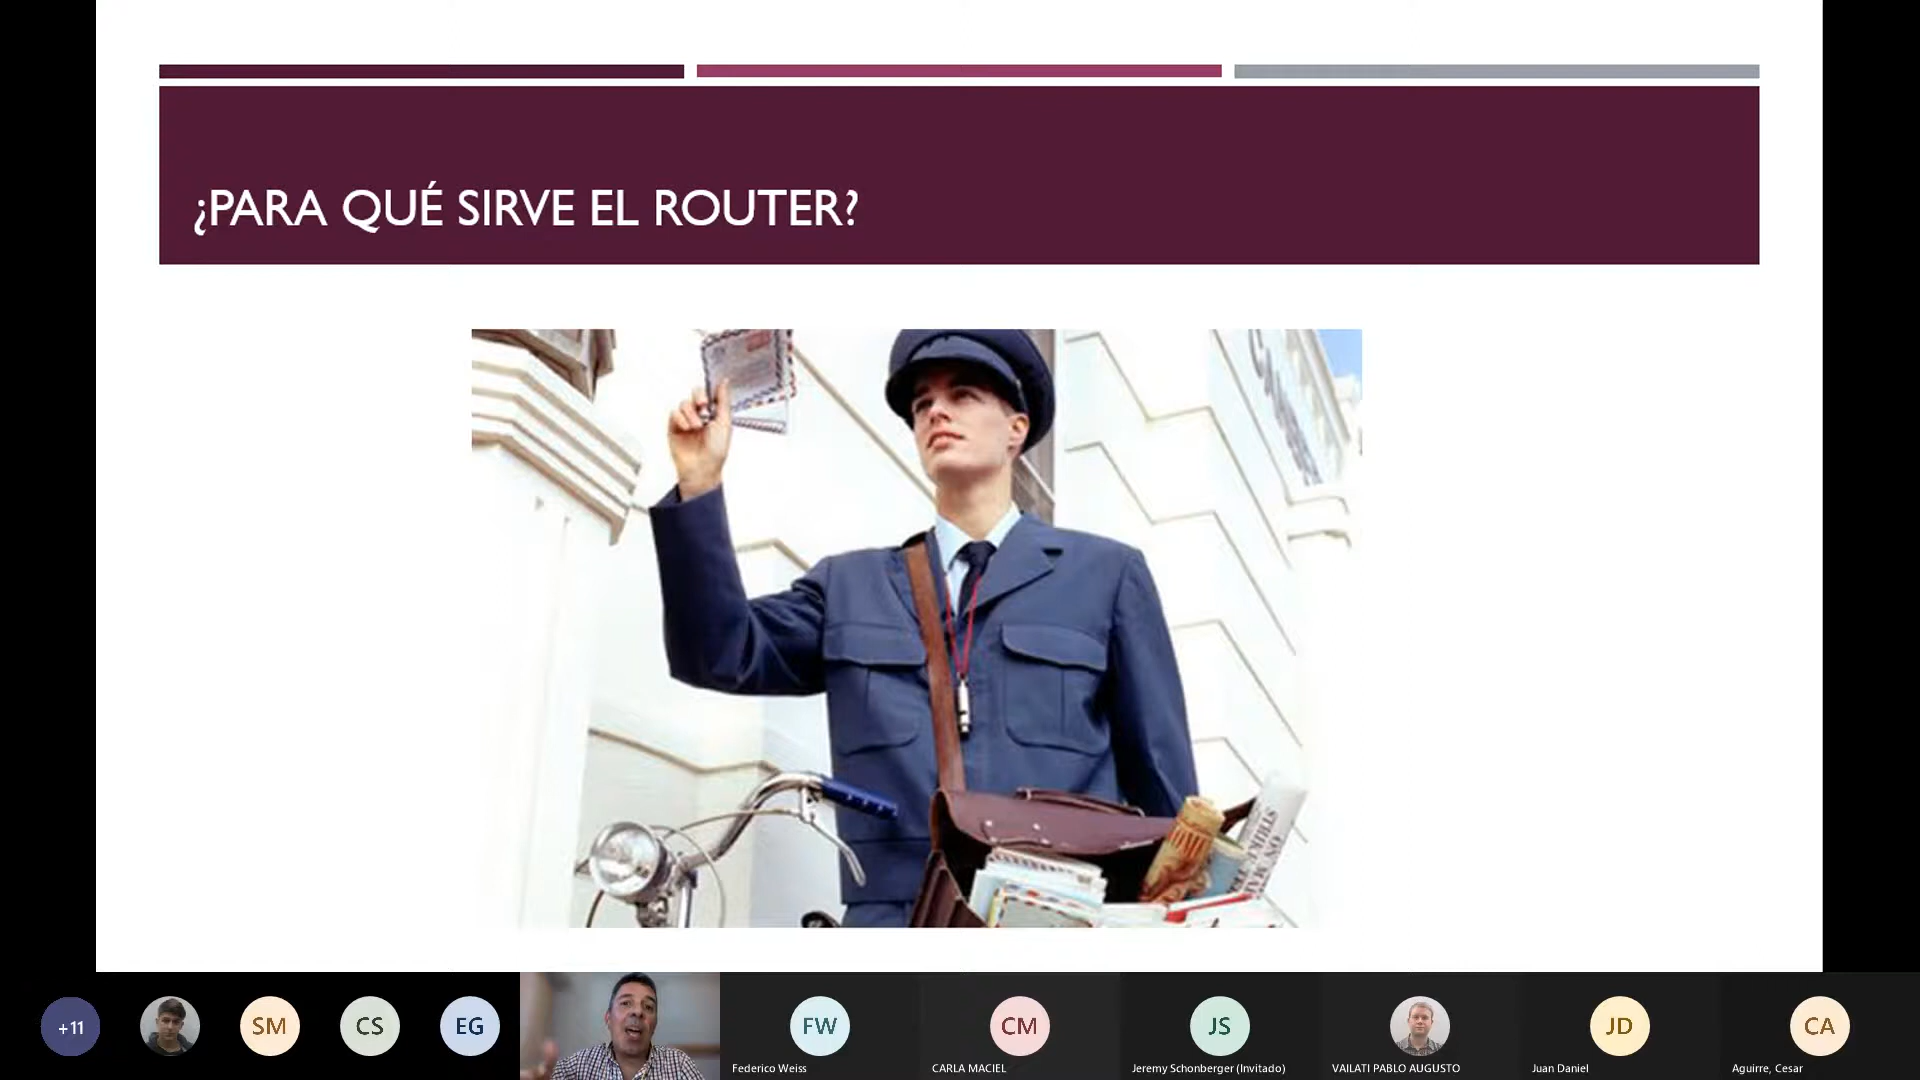 ¿PARA QUÉ SIRVE EL ROUTER?
+11
SM
CS
EG
FW
CM
JS
JD
CA
Federico Weiss
CARLA MACIEL
Jeremy Schonberger (Invitado)
VAILATI PABLO AUGUSTO
Juan Daniel
Aguirre, Cesar